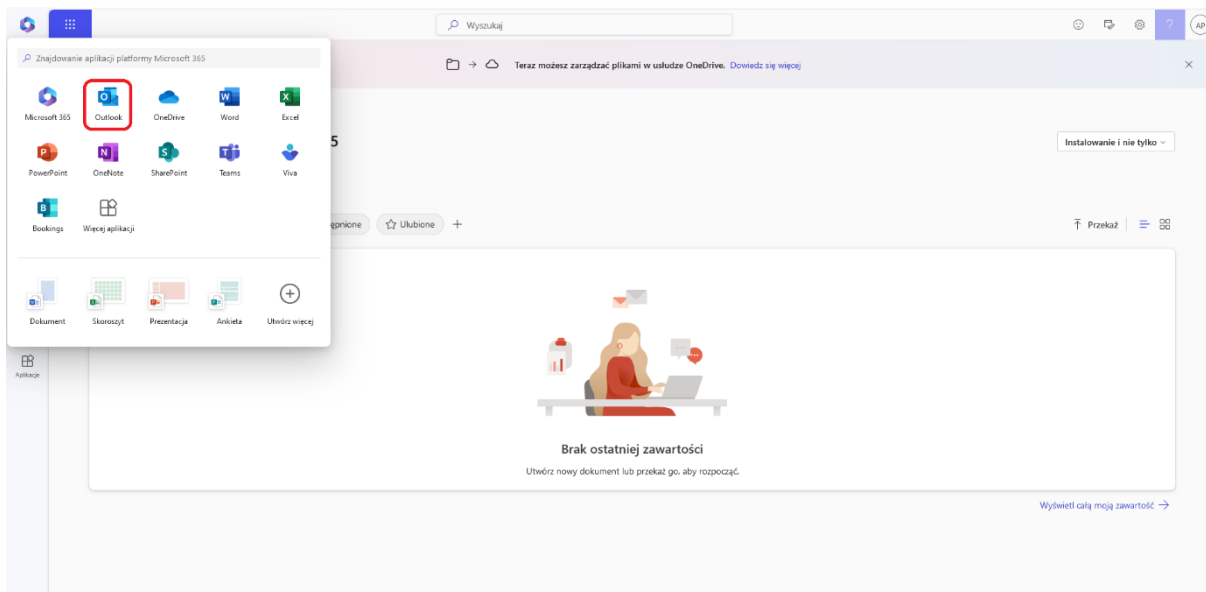 Wyszukaj
AP
Znajdowanie aplikacji platformy Microsoft 365
Teraz możesz zarządzać plikami w usłudze OneDrive. Dowiedz się więcej
Microsoft 365
Outlook
OneDrive
Word
Excel
PowerPoint
OneNote
SharePoint
Teams
Viva
Bookings
Więcej aplikacji
Dokument
Skoroszyt
Prezentacja
Ankieta
Utwórz więcej
Aplikacje
5
Instalowanie i nie tylko
ępnione
Ulubione
Przekaż
Brak ostatniej zawartości
Utwórz nowy dokument lub przekaż go, aby rozpocząć.
Wyświetl całą moją zawartość